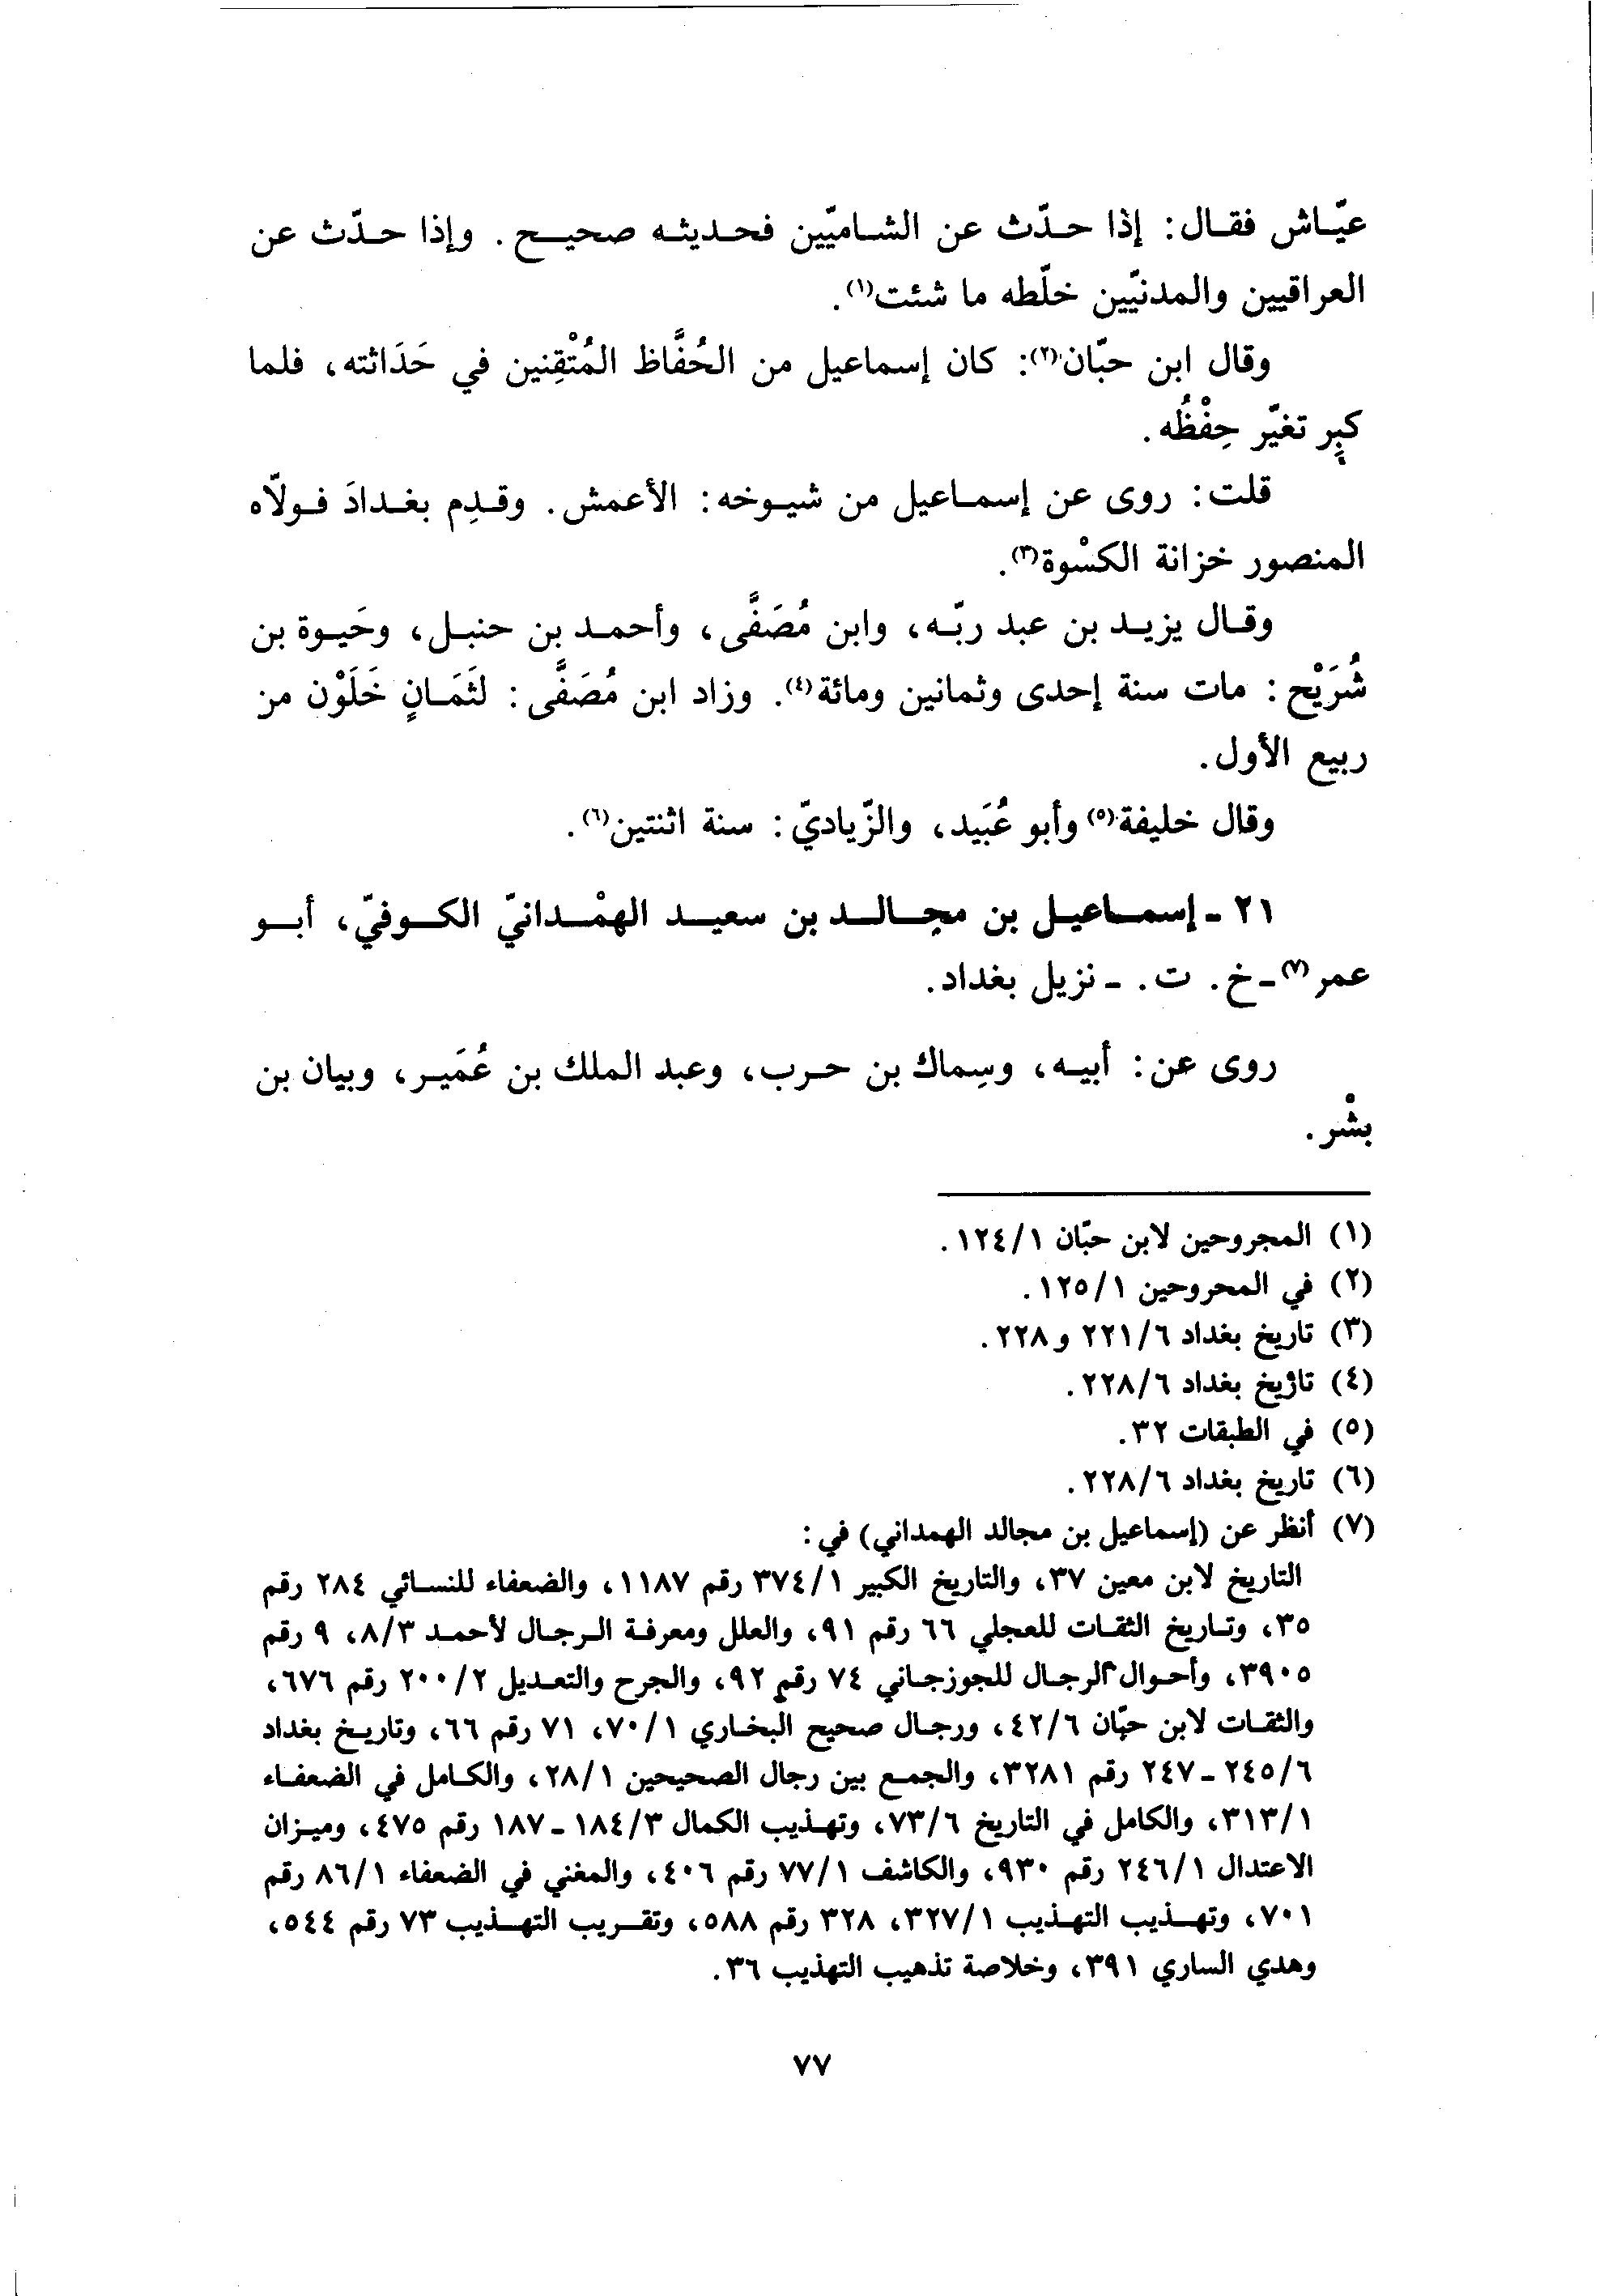 عيّاش فقال: إذا حدّث عن الشاميّين فحديثه صحيح. وإذا حدّث عن
العراقيين والمدنيّين خلّطه ما شئت(١).
وقال ابن حبّان(٢): كان إسماعيل من الحُفَّاظ المُتْقِنين في حَدَاثته، فلما
كبِر تغيّر حِفْظُه.
قلت: روى عن إسماعيل من شيوخه: الأعمش. وقدِم بغدادَ فولّاه
المنصور خزانة الكسْوة(٣).
وقال يزيد بن عبد ربّه، وابن مُصَفَّى، وأحمد بن حنبل، وحَيوة بن
شُرَيْح: مات سنة إحدى وثمانين ومائة(٤). وزاد ابن مُصَفَّى: لثَمَانٍ خَلَوْن من
ربيع الأول.
وقال خليفة(٥) وأبو عُبَيد، والزّياديّ: سنة اثنتين(٦).
٢١ - إسماعيل بن مجالد بن سعيد الهمْدانيّ الكوفيّ، أبو
عمر(٧) - خ. ت. - نزيل بغداد.
روى عن: أبيه، وسِماك بن حرب، وعبد الملك بن عُمَير، وبيان بن
بشْر.
(١) المجروحين لابن حبّان ١/١٢٤.
(٢) في المحروحين ١/١٢٥.
(٣) تاريخ بغداد ٦/٢٢١ و٢٢٨.
(٤) تاريخ بغداد ٦/٢٢٨.
(٥) في الطبقات ٣٢.
(٦) تاريخ بغداد ٦/٢٢٨.
(٧) أنظر عن (إسماعيل بن مجالد الهمداني) في:
التاريخ لابن معين ٣٧، والتاريخ الكبير ١/٣٧٤ رقم ١١٨٧، والضعفاء للنسائي ٢٨٤ رقم
٣٥، وتاريخ الثقات للعجلي ٦٦ رقم ٩١، والعلل ومعرفة الرجال لأحمد ٣/٨، ٩ رقم
٣٩٠٥، وأحوال الرجال للجوزجاني ٧٤ رقم ٩٢، والجرح والتعديل ٢/٢٠٠ رقم ٦٧٦،
والثقات لابن حبّان ٦/٤٢، ورجال صحيح البخاري ١/٧٠، ٧١ رقم ٦٦، وتاريخ بغداد
٦/٢٤٥ - ٢٤٧ رقم ٣٢٨١، والجمع بين رجال الصحيحين ١/٢٨، والكامل في الضعفاء
١/٣١٣، والكامل في التاريخ ٦/٧٣، وتهذيب الكمال ٣/١٨٤ - ١٨٧ رقم ٤٧٥، وميزان
الاعتدال ١/٢٤٦ رقم ٩٣٠، والكاشف ١/٧٧ رقم ٤٠٦، والمغني في الضعفاء ١/٨٦ رقم
٧٠١، وتهذيب التهذيب ١/٣٢٧، ٣٢٨ رقم ٥٨٨، وتقريب التهذيب ٧٣ رقم ٥٤٤،
وهدي الساري ٣٩١، وخلاصة تذهيب التهذيب ٣٦.
٧٧